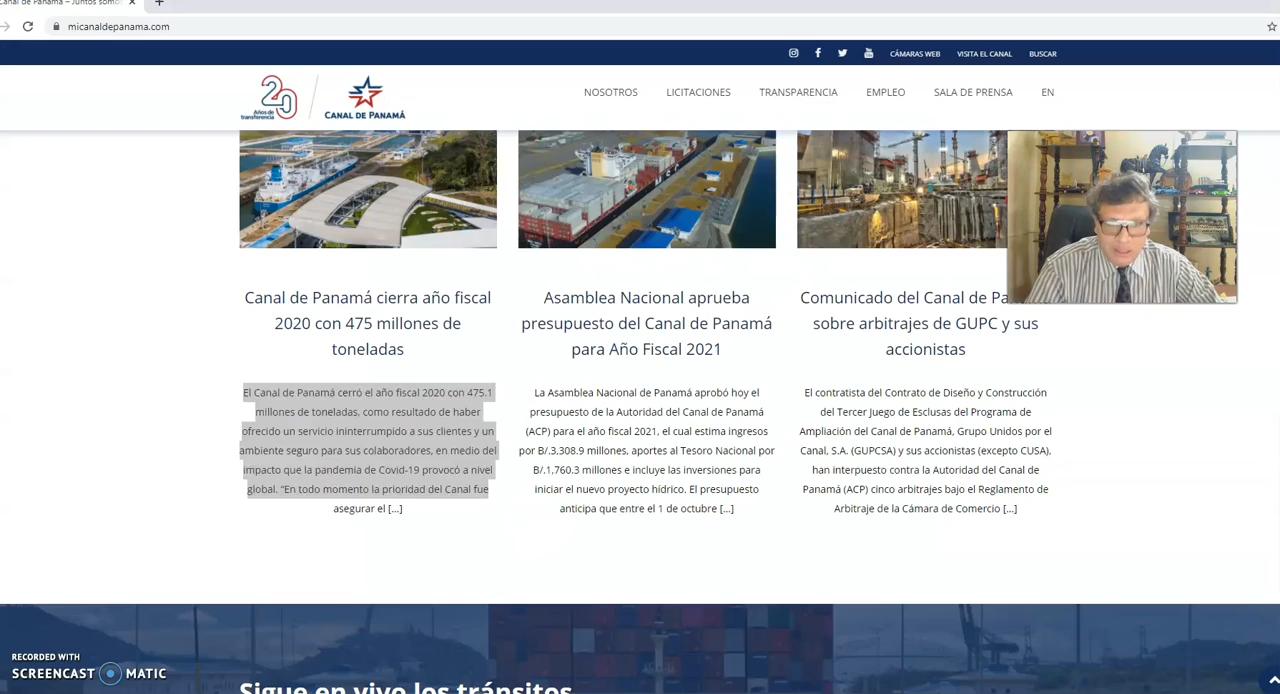 Canal de Panamá – Juntos somo
micanaldepanama.com
CÁMARAS WEB VISITA EL CANAL BUSCAR
20
Años de
transferencia
CANAL DE PANAMÁ
NOSOTROS LICITACIONES TRANSPARENCIA EMPLEO SALA DE PRENSA EN
Canal de Panamá cierra año fiscal
2020 con 475 millones de
toneladas
El Canal de Panamá cerró el año fiscal 2020 con 475.1
millones de toneladas, como resultado de haber
ofrecido un servicio ininterrumpido a sus clientes y un
ambiente seguro para sus colaboradores, en medio del
impacto que la pandemia de Covid-19 provocó a nivel
global. “En todo momento la prioridad del Canal fue
asegurar el [...]
Asamblea Nacional aprueba
presupuesto del Canal de Panamá
para Año Fiscal 2021
La Asamblea Nacional de Panamá aprobó hoy el
presupuesto de la Autoridad del Canal de Panamá
(ACP) para el año fiscal 2021, el cual estima ingresos
por B/.3,308.9 millones, aportes al Tesoro Nacional por
B/.1,760.3 millones e incluye las inversiones para
iniciar el nuevo proyecto hídrico. El presupuesto
anticipa que entre el 1 de octubre [...]
Comunicado del Canal de Pa
sobre arbitrajes de GUPC y sus
accionistas
El contratista del Contrato de Diseño y Construcción
del Tercer Juego de Esclusas del Programa de
Ampliación del Canal de Panamá, Grupo Unidos por el
Canal, S.A. (GUPCSA) y sus accionistas (excepto CUSA),
han interpuesto contra la Autoridad del Canal de
Panamá (ACP) cinco arbitrajes bajo el Reglamento de
Arbitraje de la Cámara de Comercio [...]
RECORDED WITH
SCREENCAST MATIC
Sigue en vivo los tránsitos